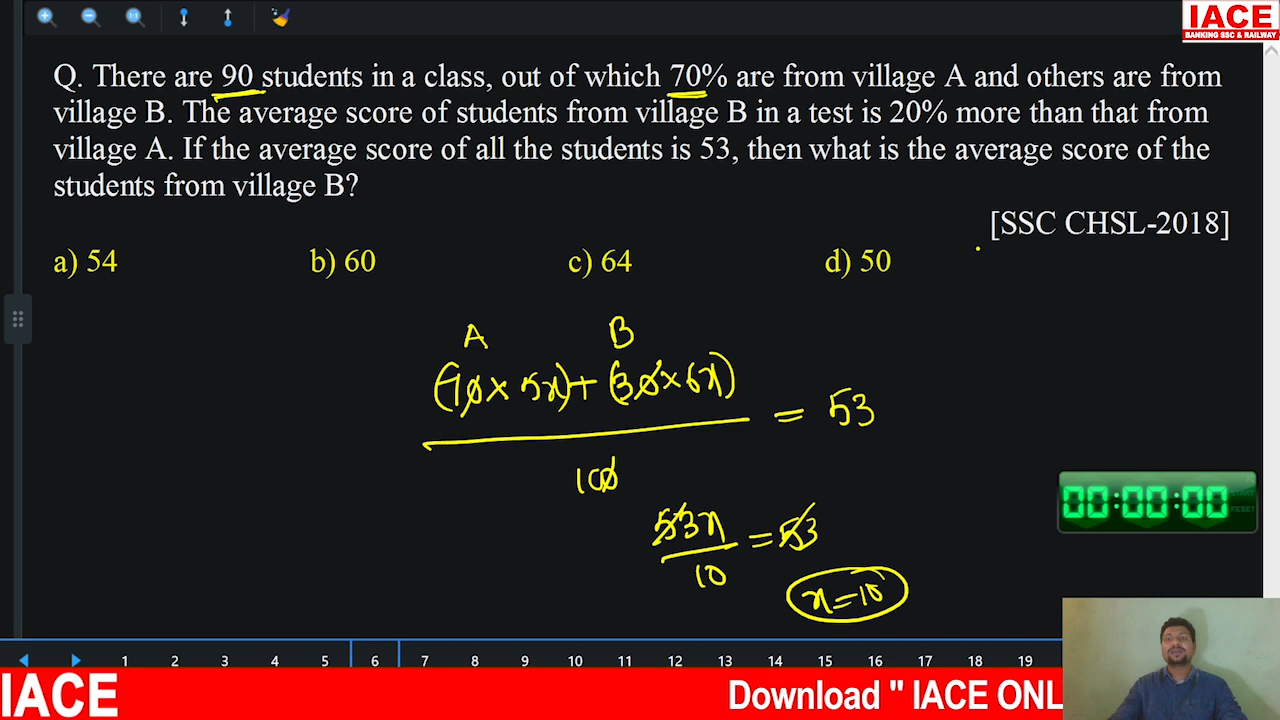 IACE
BANKING SSC & RAILWAY
Q. There are 90 students in a class, out of which 70% are from village A and others are from
village B. The average score of students from village B in a test is 20% more than that from
village A. If the average score of all the students is 53, then what is the average score of the
students from village B?
[SSC CHSL-2018]
a) 54 b) 60 c) 64 d) 50
A B
(70 × 5x) + (30 × 6x)
= 53
100
53x
= 53
10
x = 10
00:00:00
RESET
1 2 3 4 5 6 7 8 9 10 11 12 13 14 15 16 17 18 19
IACE
Download " IACE ONL